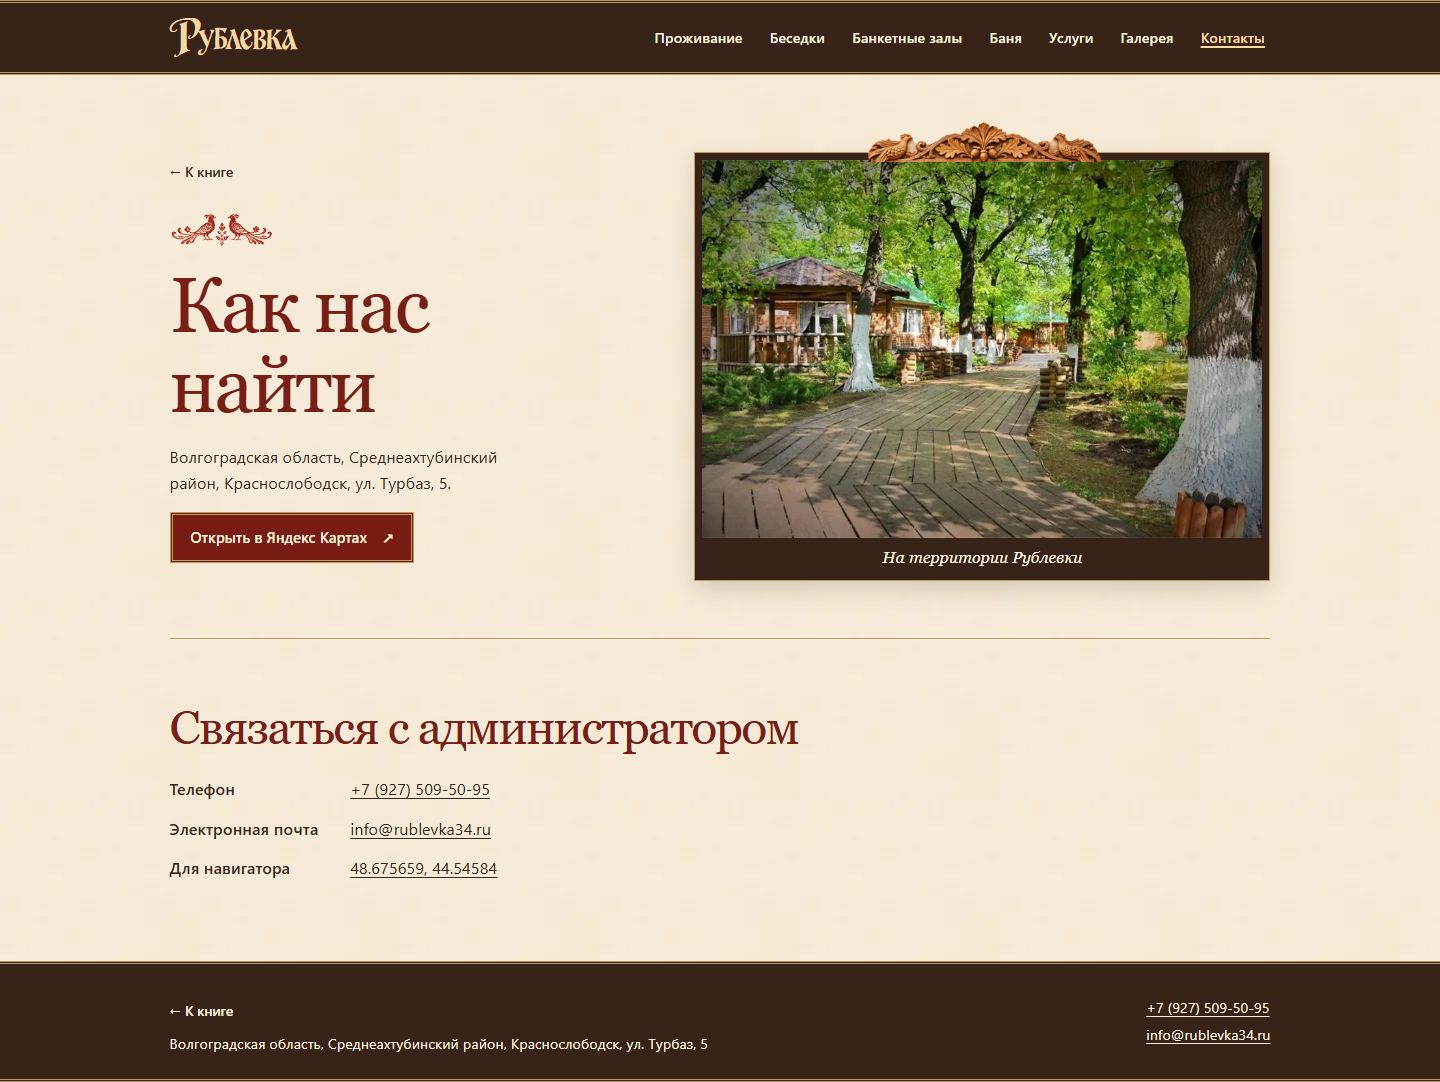 Рублевка
Проживание Беседки Банкетные залы Баня Услуги Галерея Контакты
← К книге
Как нас
найти
Волгоградская область, Среднеахтубинский
район, Краснослободск, ул. Турбаз, 5.
Открыть в Яндекс Картах ↗
На территории Рублевки
Связаться с администратором
Телефон +7 (927) 509-50-95
Электронная почта info@rublevka34.ru
Для навигатора 48.675659, 44.54584
← К книге
Волгоградская область, Среднеахтубинский район, Краснослободск, ул. Турбаз, 5
+7 (927) 509-50-95
info@rublevka34.ru